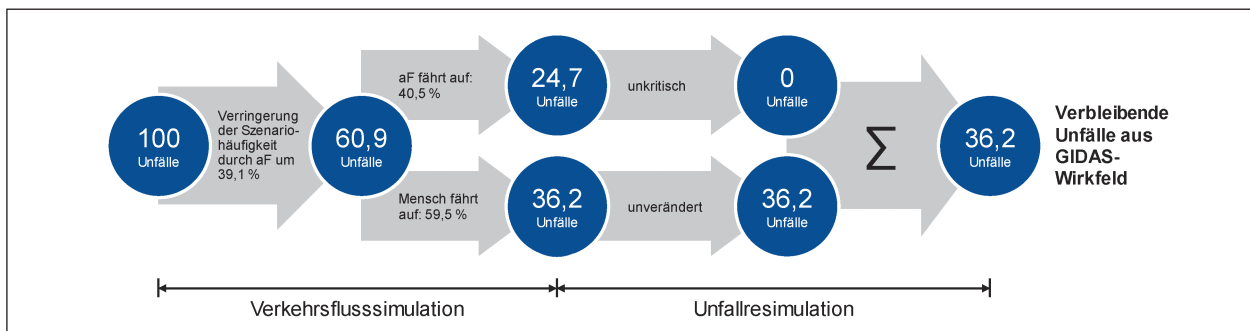 100
Unfälle
Verringerung
der Szenario-
häufigkeit
durch aF um
39,1 %
60,9
Unfälle
aF fährt auf:
40,5 %
24,7
Unfälle
unkritisch
0
Unfälle
Mensch fährt
auf: 59,5 %
36,2
Unfälle
unverändert
36,2
Unfälle
Σ
36,2
Unfälle
Verbleibende
Unfälle aus
GIDAS-
Wirkfeld
Verkehrsflusssimulation
Unfallresimulation